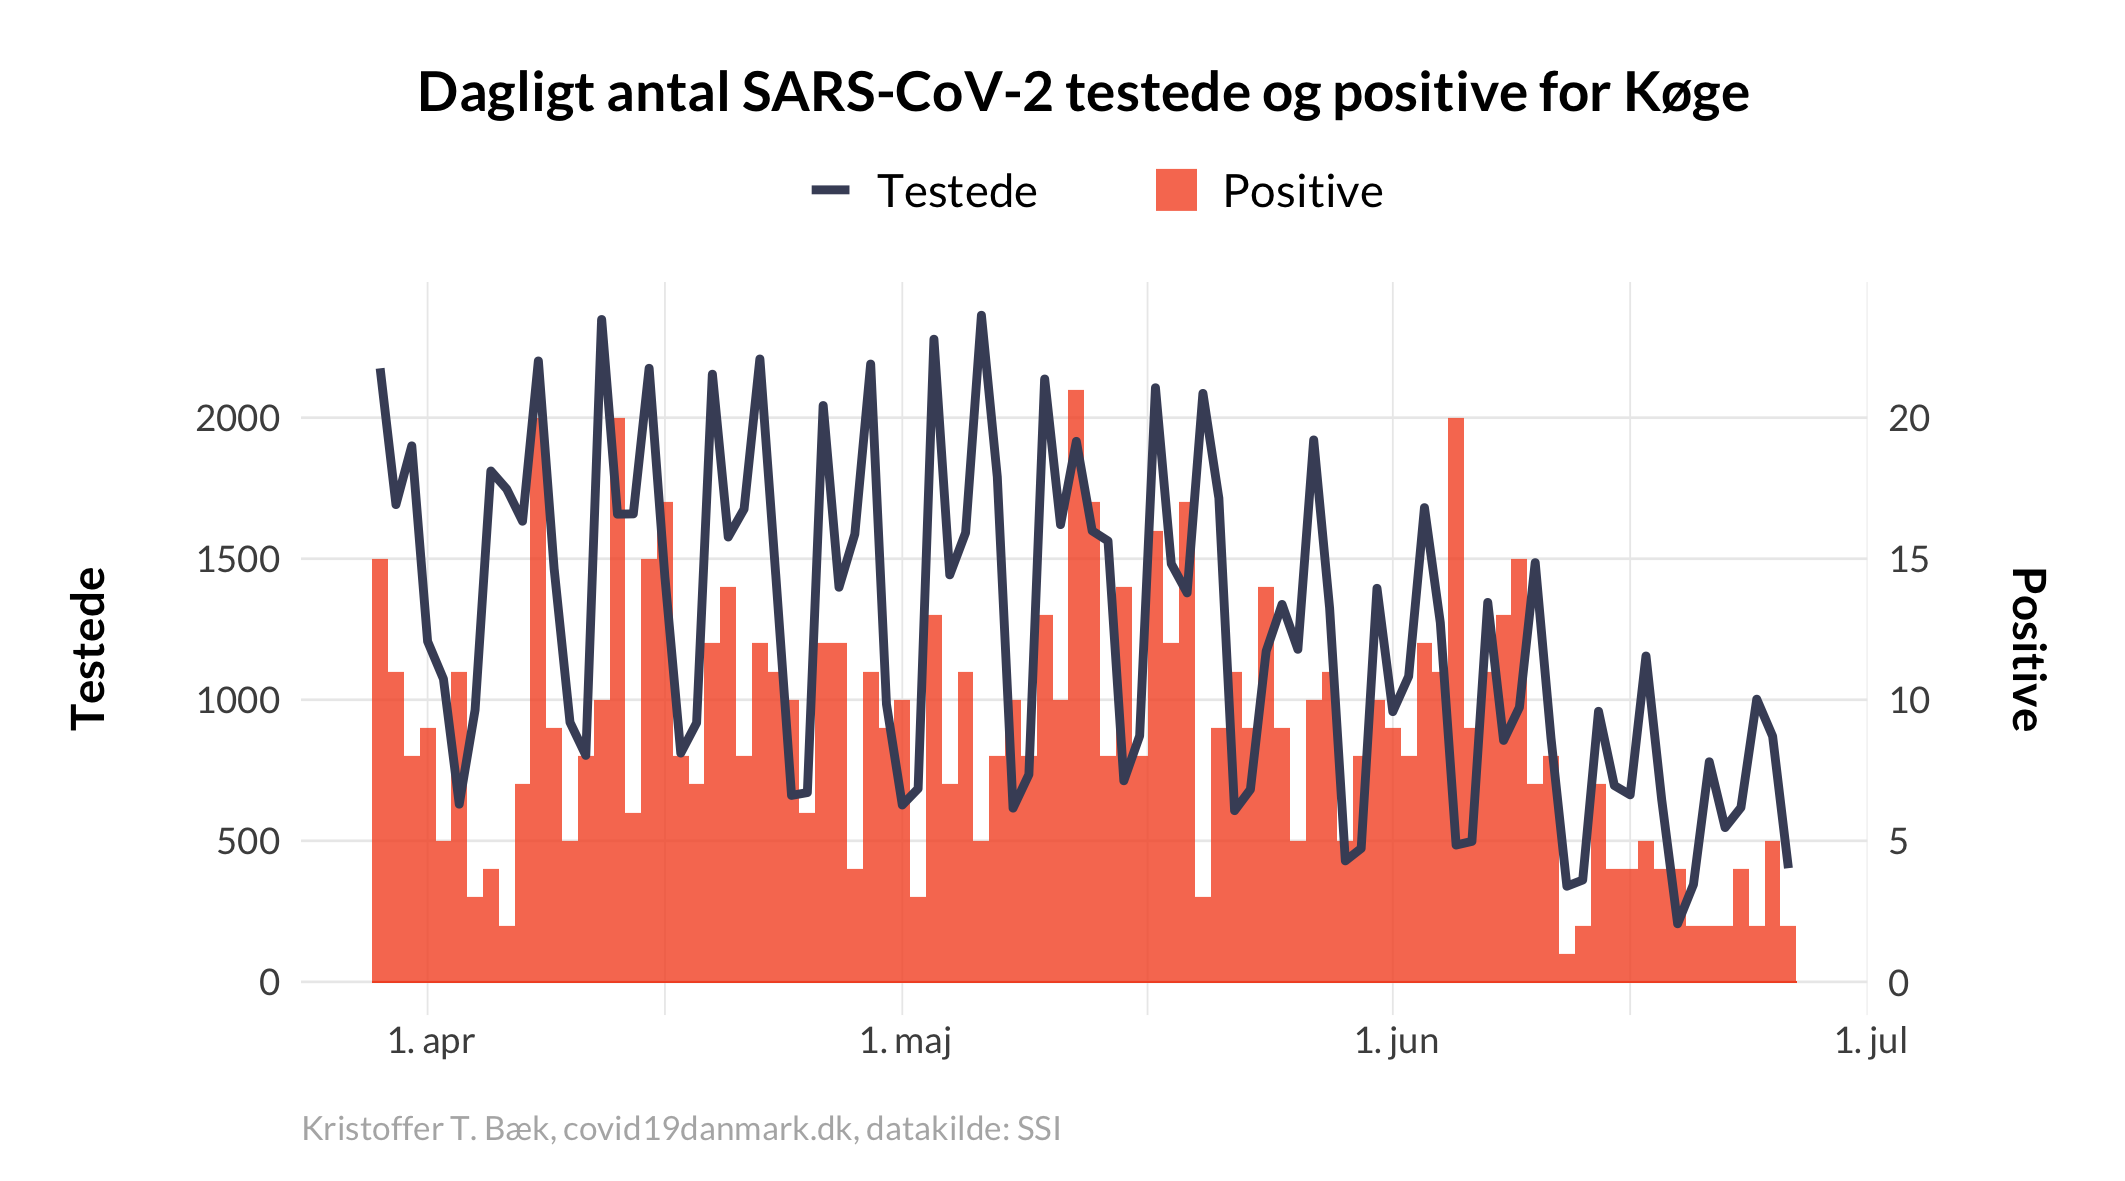 Dagligt antal SARS-CoV-2 testede og positive for Køge
Testede
Positive
2000
1500
1000
500
0
Testede
20
15
10
5
0
Positive
1. apr
1. maj
1. jun
1. jul
Kristoffer T. Bæk, covid19danmark.dk, datakilde: SSI